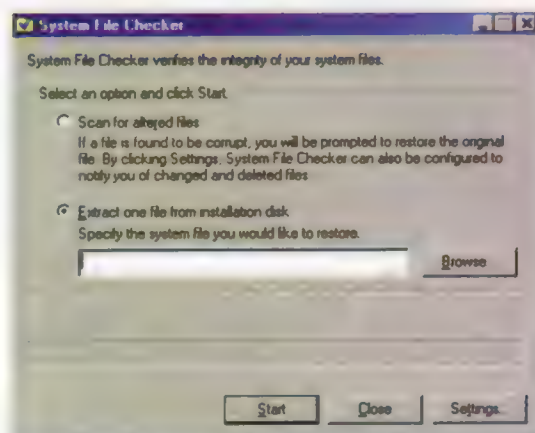 System File Checker
System File Checker verifies the integrity of your system files.
Select an option and click Start.
Scan for altered files
If a file is found to be corrupt, you will be prompted to restore the original
file. By clicking Settings, System File Checker can also be configured to
notify you of changed and deleted files.
Extract one file from installation disk
Specify the system file you would like to restore.
Browse
Start
Close
Settings